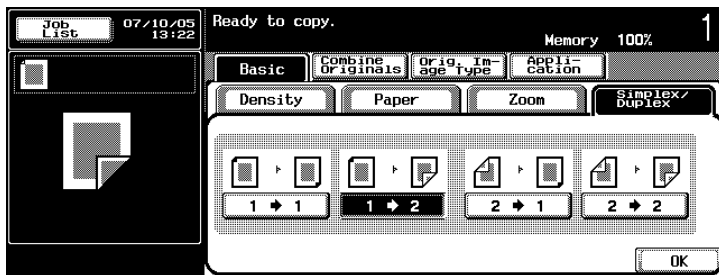 Job List
07/10/05
13:22
Ready to copy.
1
Memory 100%
Basic
Combine Originals
Orig. Im-
age Type
Appli-
cation
Density
Paper
Zoom
Simplex/
Duplex
1 ➔ 1
1 ➔ 2
2 ➔ 1
2 ➔ 2
OK